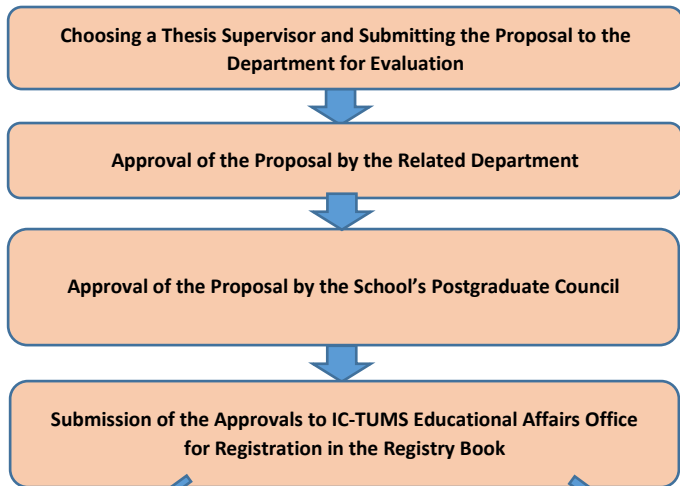 Choosing a Thesis Supervisor and Submitting the Proposal to the
Department for Evaluation
Approval of the Proposal by the Related Department
Approval of the Proposal by the School’s Postgraduate Council
Submission of the Approvals to IC-TUMS Educational Affairs Office
for Registration in the Registry Book